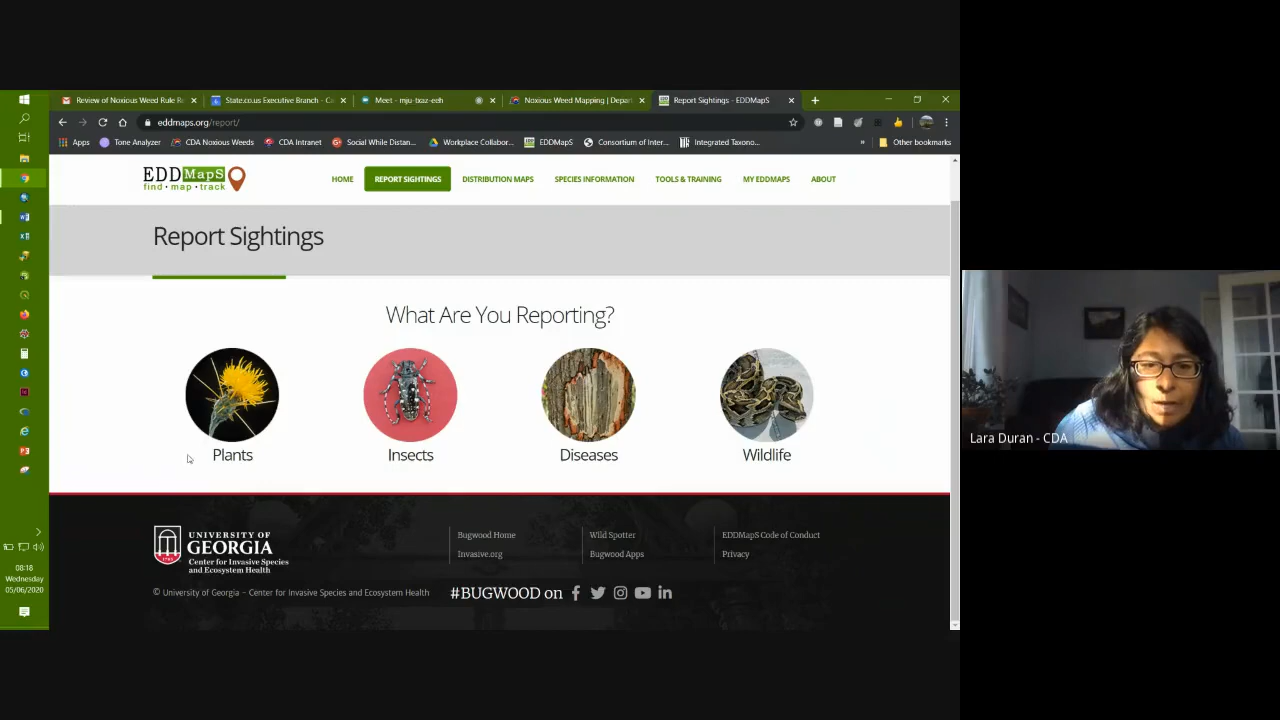 Review of Noxious Weed Rule R
State.co.us Executive Branch - C
Meet - mju-txaz-eeh
Noxious Weed Mapping | Depar
Report Sightings - EDDMapS
eddmaps.org/report/
Apps
Tone Analyzer
CDA Noxious Weeds
CDA Intranet
Social While Distan...
Workplace Collabor...
EDDMapS
Consortium of Inter...
Integrated Taxono...
»
Other bookmarks
EDDMapS
find · map · track
HOME
REPORT SIGHTINGS
DISTRIBUTION MAPS
SPECIES INFORMATION
TOOLS & TRAINING
MY EDDMAPS
ABOUT
Report Sightings
What Are You Reporting?
Plants
Insects
Diseases
Wildlife
Lara Duran - CDA
UNIVERSITY OF
GEORGIA
Center for Invasive Species
and Ecosystem Health
Bugwood Home
Invasive.org
Wild Spotter
Bugwood Apps
EDDMapS Code of Conduct
Privacy
© University of Georgia – Center for Invasive Species and Ecosystem Health
#BUGWOOD on
08:18
Wednesday
05/06/2020